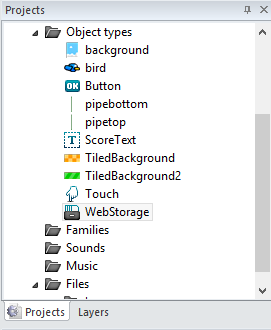 Projects
Object types
background
bird
OK Button
pipebottom
pipetop
T ScoreText
TiledBackground
TiledBackground2
Touch
WebStorage
Families
Sounds
Music
Files
Projects Layers